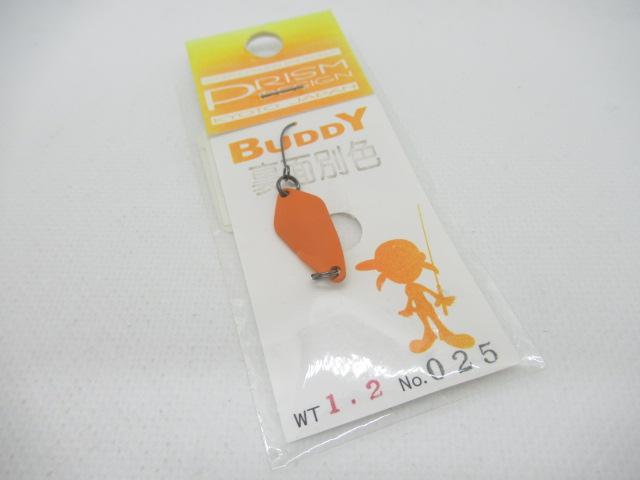 PRISM
DESIGN
KYOTO JAPAN
BUDDY
裏面別色
WT 1.2 No. 025